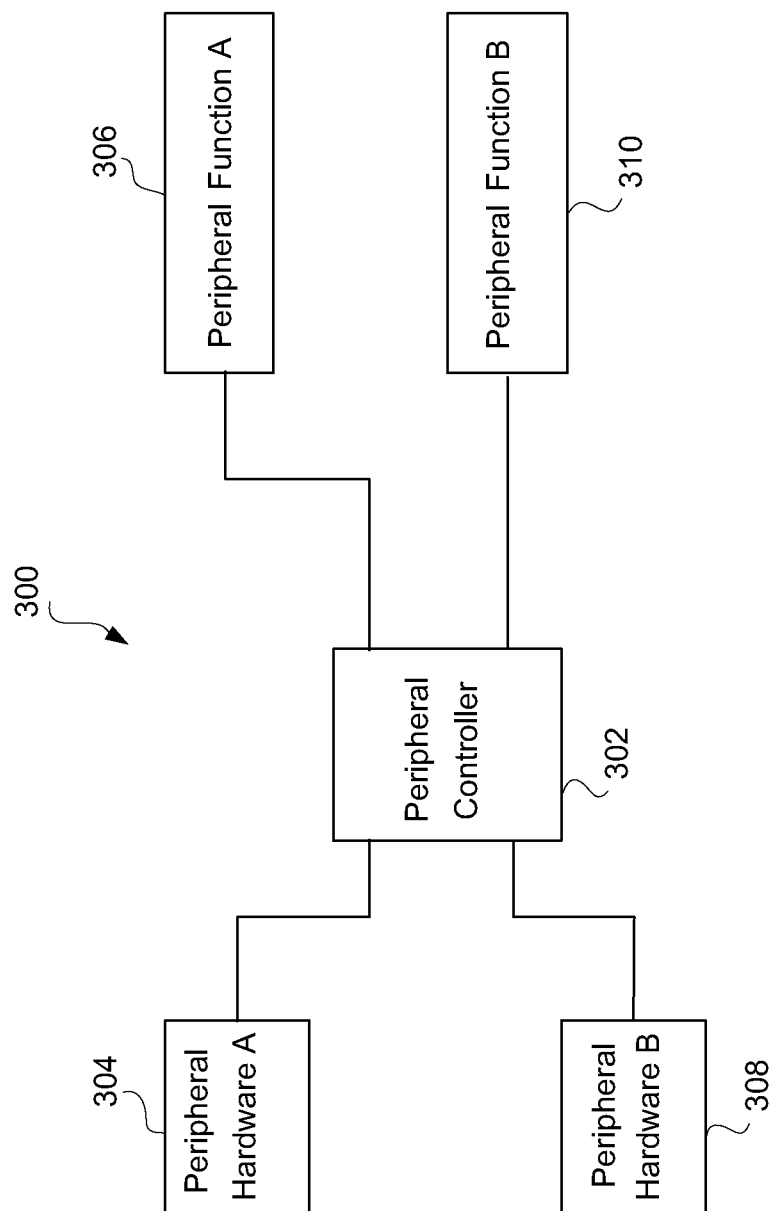 300
304
Peripheral
Hardware A
306
Peripheral Function A
Peripheral
Controller
302
Peripheral
Hardware B
308
Peripheral Function B
310